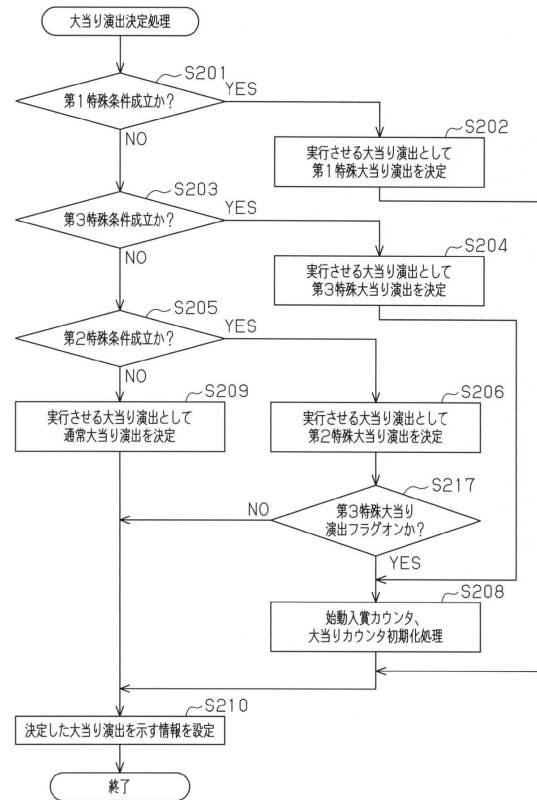 大当り演出決定処理
S201
第1特殊条件成立か?
YES
NO
S202
実行させる大当り演出として
第1特殊大当り演出を決定
S203
第3特殊条件成立か?
YES
NO
S204
実行させる大当り演出として
第3特殊大当り演出を決定
S205
第2特殊条件成立か?
YES
NO
S209
実行させる大当り演出として
通常大当り演出を決定
S206
実行させる大当り演出として
第2特殊大当り演出を決定
S217
第3特殊大当り
演出フラグオンか?
NO
YES
S208
始動入賞カウンタ、
大当りカウンタ初期化処理
S210
決定した大当り演出を示す情報を設定
終了